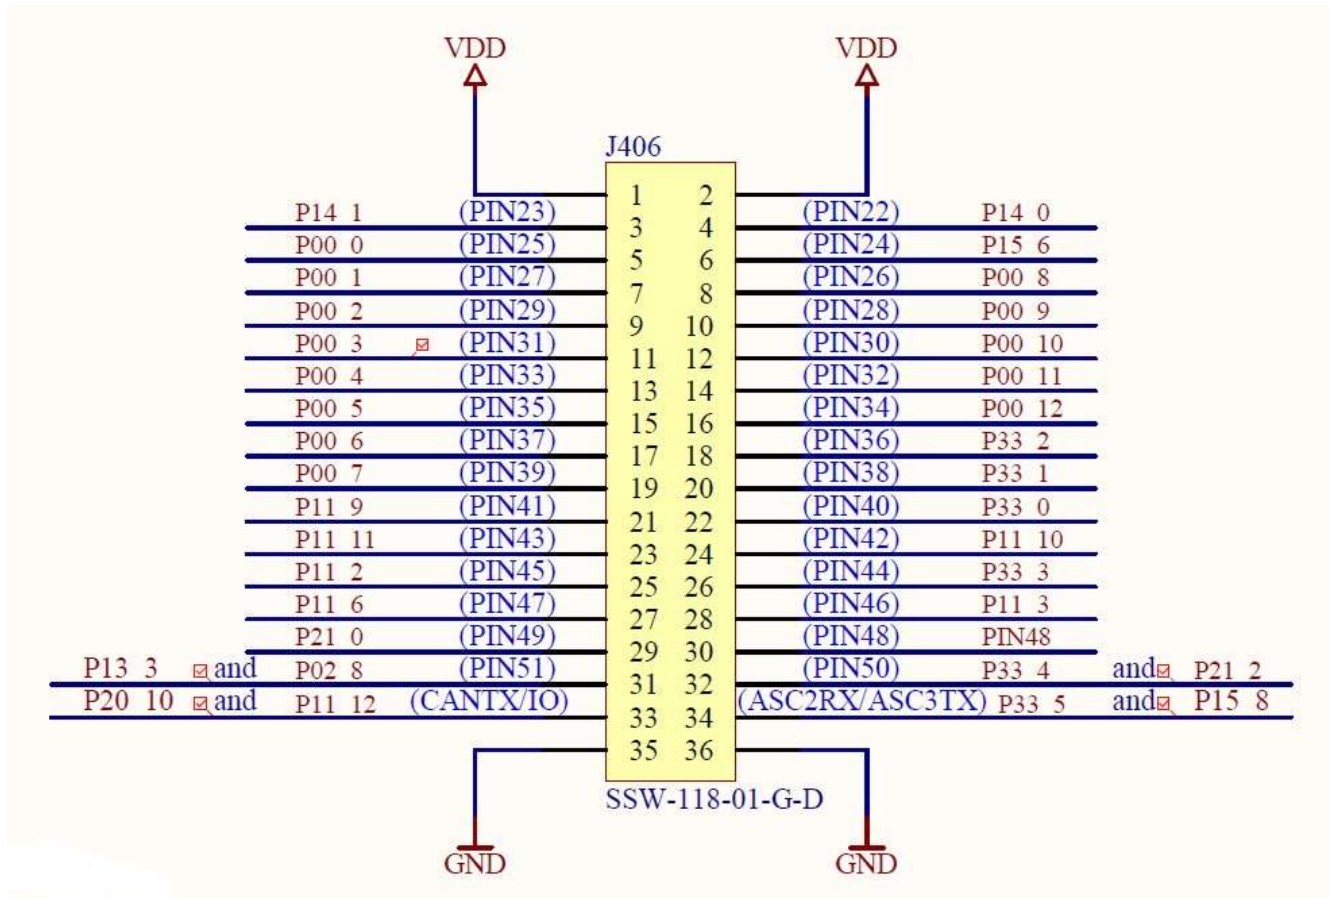 VDD VDD
J406
1 2
P14 1 (PIN23) (PIN22) P14 0
3 4
P00 0 (PIN25) (PIN24) P15 6
5 6
P00 1 (PIN27) (PIN26) P00 8
7 8
P00 2 (PIN29) (PIN28) P00 9
9 10
P00 3 (PIN31) (PIN30) P00 10
11 12
P00 4 (PIN33) (PIN32) P00 11
13 14
P00 5 (PIN35) (PIN34) P00 12
15 16
P00 6 (PIN37) (PIN36) P33 2
17 18
P00 7 (PIN39) (PIN38) P33 1
19 20
P11 9 (PIN41) (PIN40) P33 0
21 22
P11 11 (PIN43) (PIN42) P11 10
23 24
P11 2 (PIN45) (PIN44) P33 3
25 26
P11 6 (PIN47) (PIN46) P11 3
27 28
P21 0 (PIN49) (PIN48) PIN48
29 30
P13 3 and P02 8 (PIN51) (PIN50) P33 4 and P21 2
31 32
P20 10 and P11 12 (CANTX/IO) (ASC2RX/ASC3TX) P33 5 and P15 8
33 34
35 36
SSW-118-01-G-D
GND GND